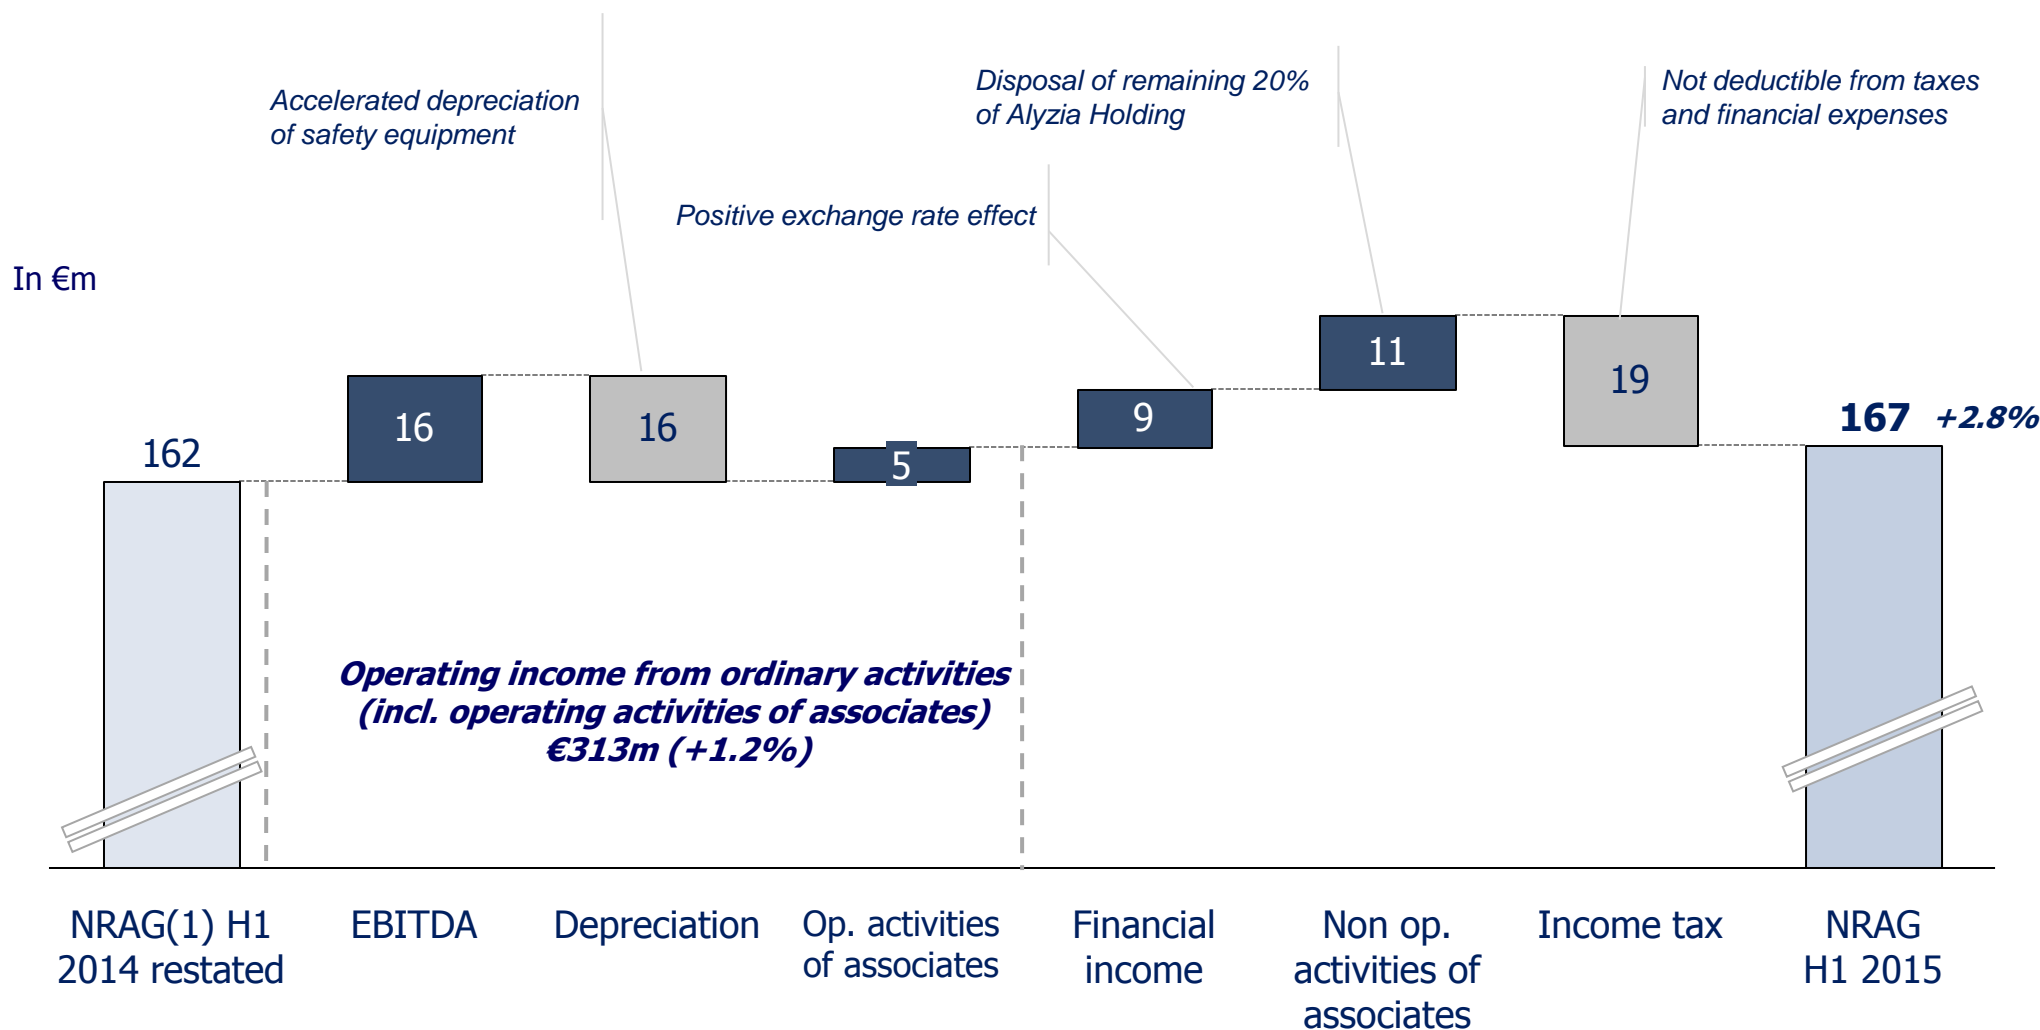 Accelerated depreciation
of safety equipment
Disposal of remaining 20%
of Alyzia Holding
Not deductible from taxes
and financial expenses
Positive exchange rate effect
In €m
162
16
16
5
9
11
19
167 +2.8%
Operating income from ordinary activities
(incl. operating activities of associates)
€313m (+1.2%)
NRAG(1) H1
2014 restated
EBITDA
Depreciation
Op. activities
of associates
Financial
income
Non op.
activities of
associates
Income tax
NRAG
H1 2015